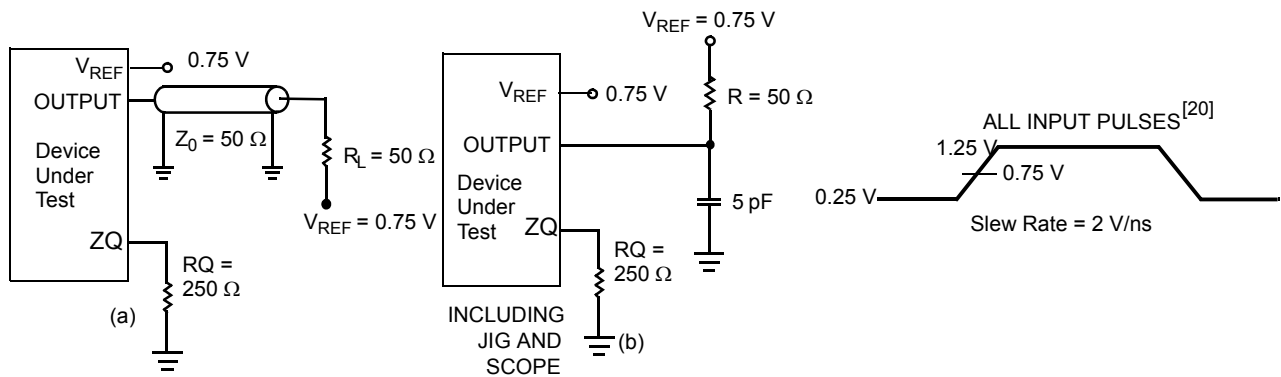 V_REF
0.75 V
OUTPUT
Z0 = 50 Ω
Device
Under
Test
R_L = 50 Ω
V_REF = 0.75 V
ZQ
RQ =
250 Ω
(a)
V_REF = 0.75 V
V_REF
0.75 V
R = 50 Ω
OUTPUT
Device
Under
Test
5 pF
ZQ
RQ =
250 Ω
INCLUDING
JIG AND
SCOPE
(b)
ALL INPUT PULSES[20]
1.25 V
0.75 V
0.25 V
Slew Rate = 2 V/ns